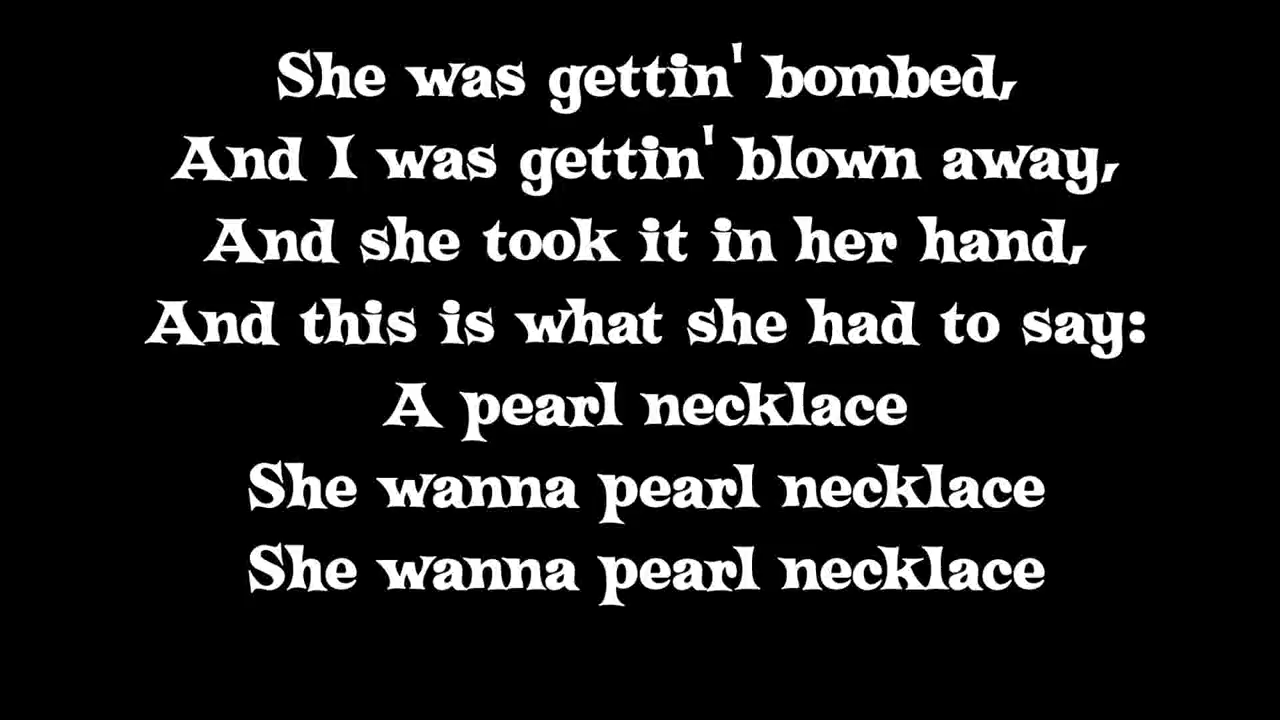 She was gettin' bombed,
And I was gettin' blown away,
And she took it in her hand,
And this is what she had to say:
A pearl necklace
She wanna pearl necklace
She wanna pearl necklace